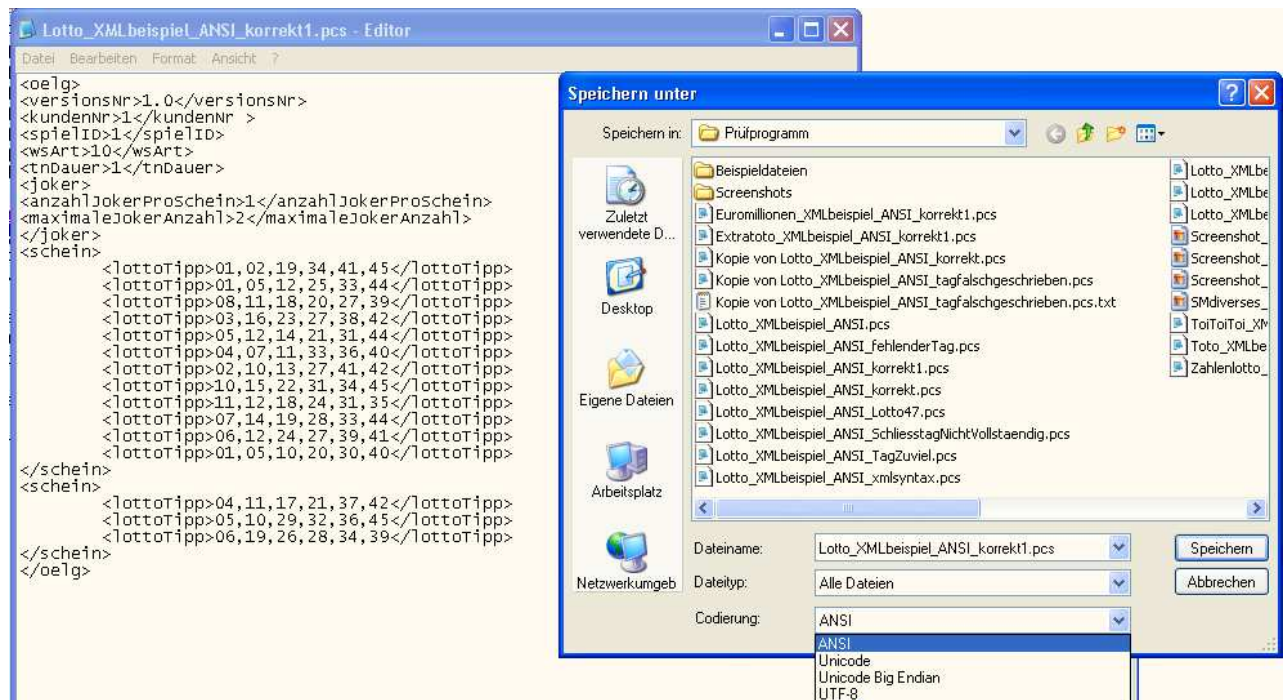 Lotto_XMLbeispiel_ANSI_korrekt1.pcs - Editor
Datei Bearbeiten Format Ansicht ?
<oelg>
<versionsNr>1.0</versionsNr>
<kundenNr>1</kundenNr >
<spielID>1</spielID>
<wsArt>10</wsArt>
<tnDauer>1</tnDauer>
<joker>
<anzahlJokerProSchein>1</anzahlJokerProSchein>
<maximaleJokerAnzahl>2</maximaleJokerAnzahl>
</joker>
<schein>
<lottoTipp>01,02,19,34,41,45</lottoTipp>
<lottoTipp>01,05,12,25,33,44</lottoTipp>
<lottoTipp>08,11,18,20,27,39</lottoTipp>
<lottoTipp>03,16,23,27,38,42</lottoTipp>
<lottoTipp>05,12,14,21,31,44</lottoTipp>
<lottoTipp>04,07,11,33,36,40</lottoTipp>
<lottoTipp>02,10,13,27,41,42</lottoTipp>
<lottoTipp>10,15,22,31,34,45</lottoTipp>
<lottoTipp>11,12,18,24,31,35</lottoTipp>
<lottoTipp>07,14,19,28,33,44</lottoTipp>
<lottoTipp>06,12,24,27,39,41</lottoTipp>
<lottoTipp>01,05,10,20,30,40</lottoTipp>
</schein>
<schein>
<lottoTipp>04,11,17,21,37,42</lottoTipp>
<lottoTipp>05,10,29,32,36,45</lottoTipp>
<lottoTipp>06,19,26,28,34,39</lottoTipp>
</schein>
</oelg>
Speichern unter
Speichern in: Prüfprogramm
Zuletzt
verwendete D...
Desktop
Eigene Dateien
Arbeitsplatz
Netzwerkumgeb
Beispieldateien
Screenshots
Euromillionen_XMLbeispiel_ANSI_korrekt1.pcs
Extratoto_XMLbeispiel_ANSI_korrekt1.pcs
Kopie von Lotto_XMLbeispiel_ANSI_korrekt.pcs
Kopie von Lotto_XMLbeispiel_ANSI_tagfalschgeschrieben.pcs
Kopie von Lotto_XMLbeispiel_ANSI_tagfalschgeschrieben.pcs.txt
Lotto_XMLbeispiel_ANSI.pcs
Lotto_XMLbeispiel_ANSI_fehlenderTag.pcs
Lotto_XMLbeispiel_ANSI_korrekt1.pcs
Lotto_XMLbeispiel_ANSI_korrekt.pcs
Lotto_XMLbeispiel_ANSI_Lotto47.pcs
Lotto_XMLbeispiel_ANSI_SchliesstagNichtVollstaendig.pcs
Lotto_XMLbeispiel_ANSI_TagZuviel.pcs
Lotto_XMLbeispiel_ANSI_xmlsyntax.pcs
Lotto_XMLbe
Lotto_XMLbe
Lotto_XMLbe
Screenshot_
Screenshot_
Screenshot_
SMdiverses_
ToiToiToi_XM
Toto_XMLbe
Zahlenlotto_
Dateiname: Lotto_XMLbeispiel_ANSI_korrekt1.pcs Speichern
Dateityp: Alle Dateien Abbrechen
Codierung: ANSI
ANSI
Unicode
Unicode Big Endian
UTF-8